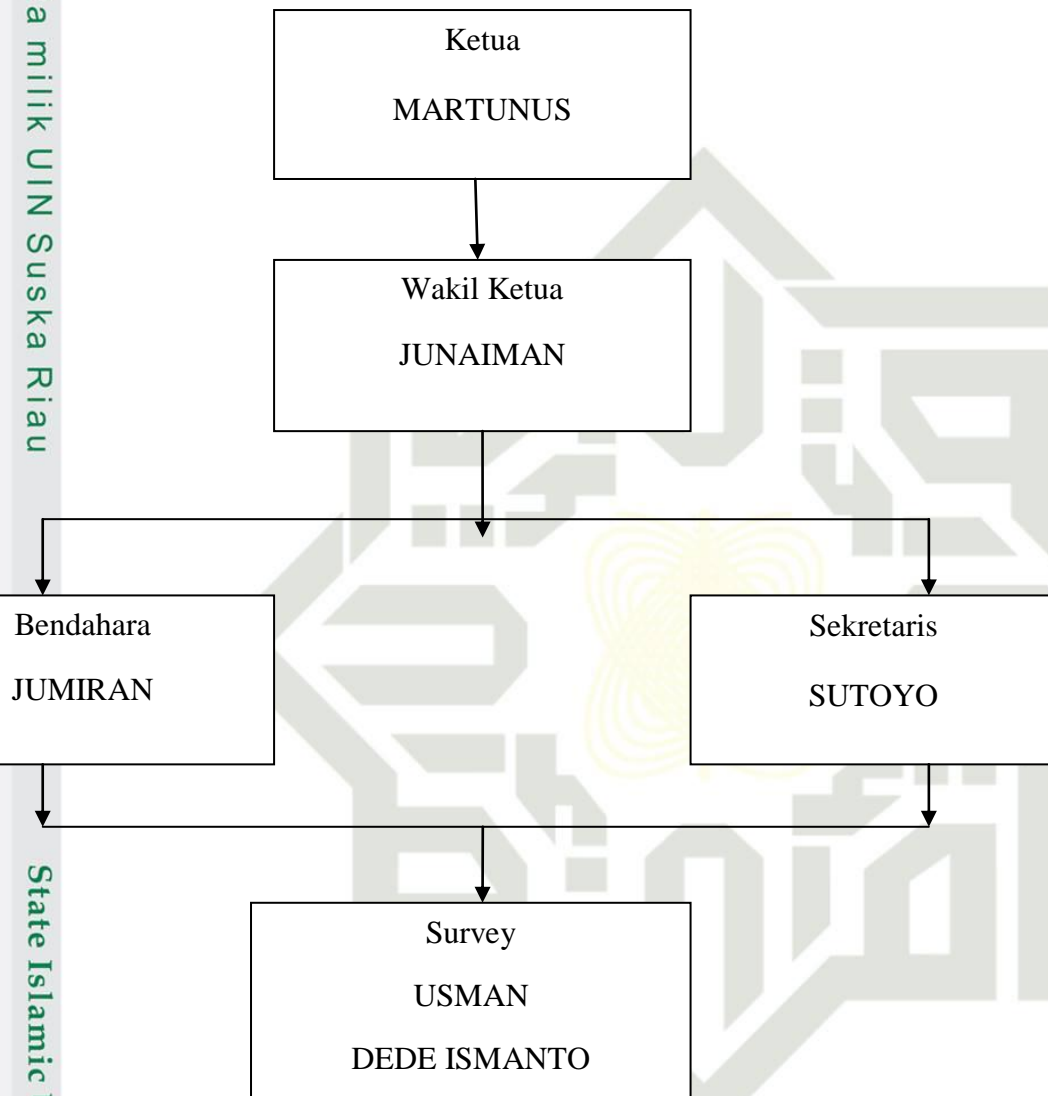 a milik UIN Suska Riau
Ketua
MARTUNUS
Wakil Ketua
JUNAIMAN
Bendahara
JUMIRAN
Sekretaris
SUTOYO
Survey
USMAN
DEDE ISMANTO
State Islamic